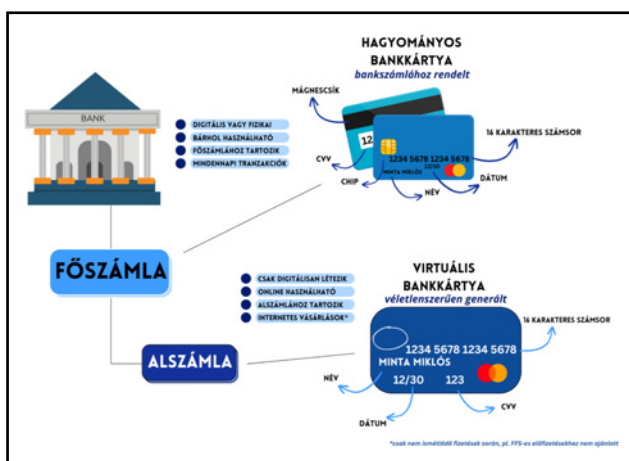 HAGYOMÁNYOS
BANKKÁRTYA
bankszámlához rendelt
BANK
DIGITÁLIS VAGY FIZIKAI
BÁRHOL HASZNÁLHATÓ
FŐSZÁMLÁHOZ TARTOZIK
MINDENNAPI TRANZAKCIÓK
MÁGNESCSÍK
12
16 KARAKTERES SZÁMSOR
1234 5678 1234 5678
12/30
MINTA MIKLÓS
CVV
CHIP
NÉV
DÁTUM
FŐSZÁMLA
CSAK DIGITÁLISAN LÉTEZIK
ONLINE HASZNÁLHATÓ
ALSZÁMLÁHOZ TARTOZIK
INTERNETES VÁSÁRLÁSOK*
VIRTUÁLIS
BANKKÁRTYA
véletlenszerűen generált
16 KARAKTERES SZÁMSOR
1234 5678 1234 5678
MINTA MIKLÓS
12/30 123
ALSZÁMLA
NÉV
DÁTUM
CVV
*csak nem ismétlődő fizetések során, pl. FFS-es előfizetésekhez nem ajánlott